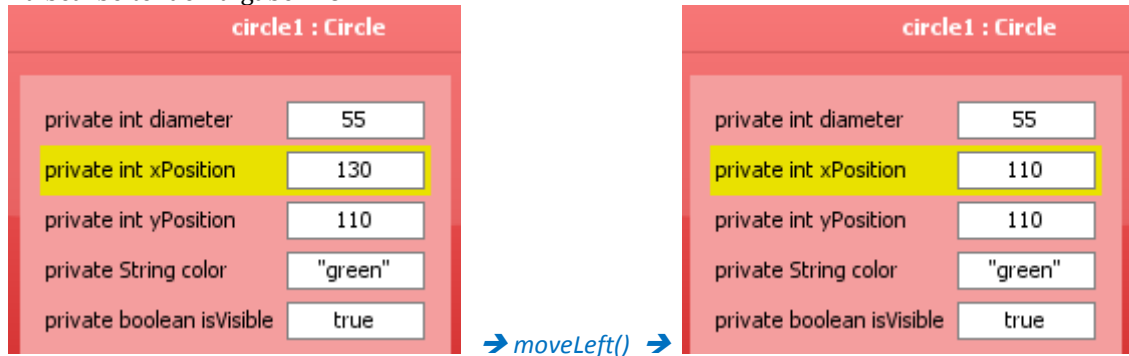 circle1 : Circle
private int diameter 55
private int xPosition 130
private int yPosition 110
private String color "green"
private boolean isVisible true
➔ moveLeft() ➔
circle1 : Circle
private int diameter 55
private int xPosition 110
private int yPosition 110
private String color "green"
private boolean isVisible true